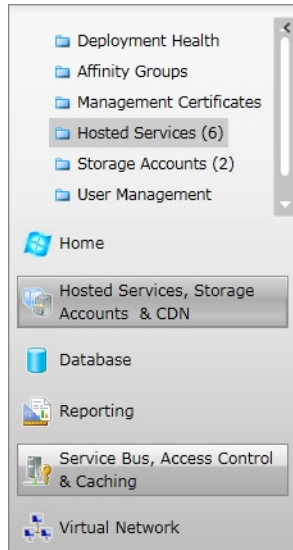 Deployment Health
Affinity Groups
Management Certificates
Hosted Services (6)
Storage Accounts (2)
User Management
Home
Hosted Services, Storage
Accounts & CDN
Database
Reporting
Service Bus, Access Control
& Caching
Virtual Network